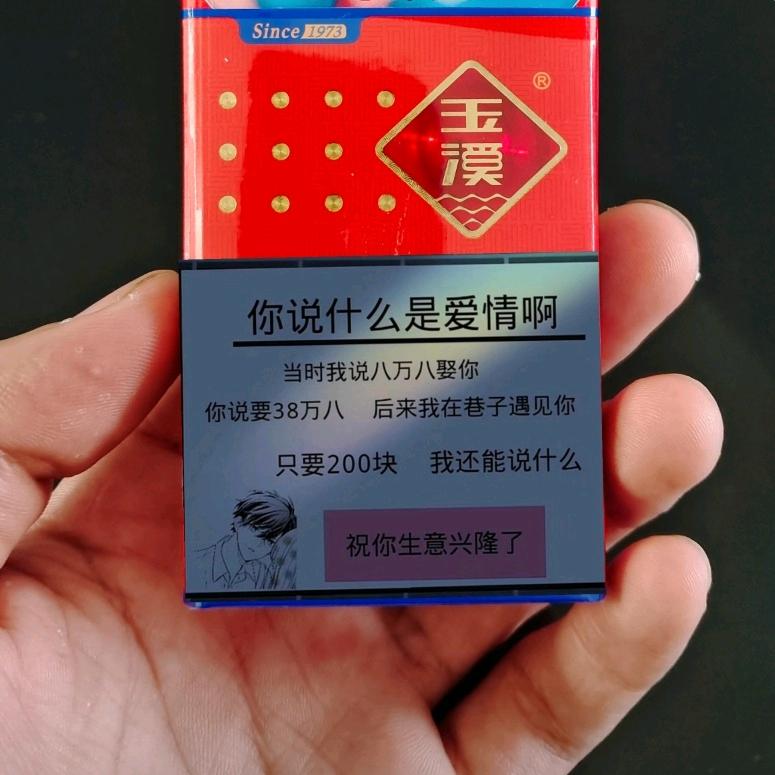 Since 1973
玉溪
®
你说什么是爱情啊
当时我说八万八娶你
你说要38万八 后来我在巷子遇见你
只要200块 我还能说什么
祝你生意兴隆了